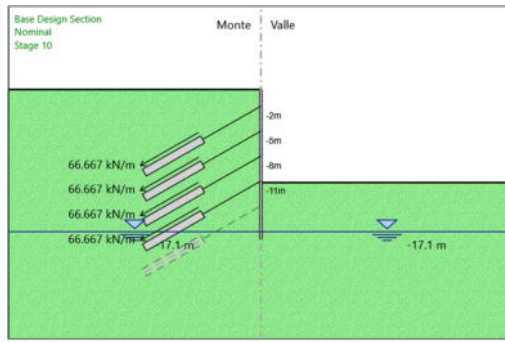 Base Design Section
Nominal
Stage 10
Monte
Valle
-2m
-5m
66.667 kN/m
-8m
66.667 kN/m
-11m
66.667 kN/m
66.667 kN/m
-17.1 m
-17.1 m